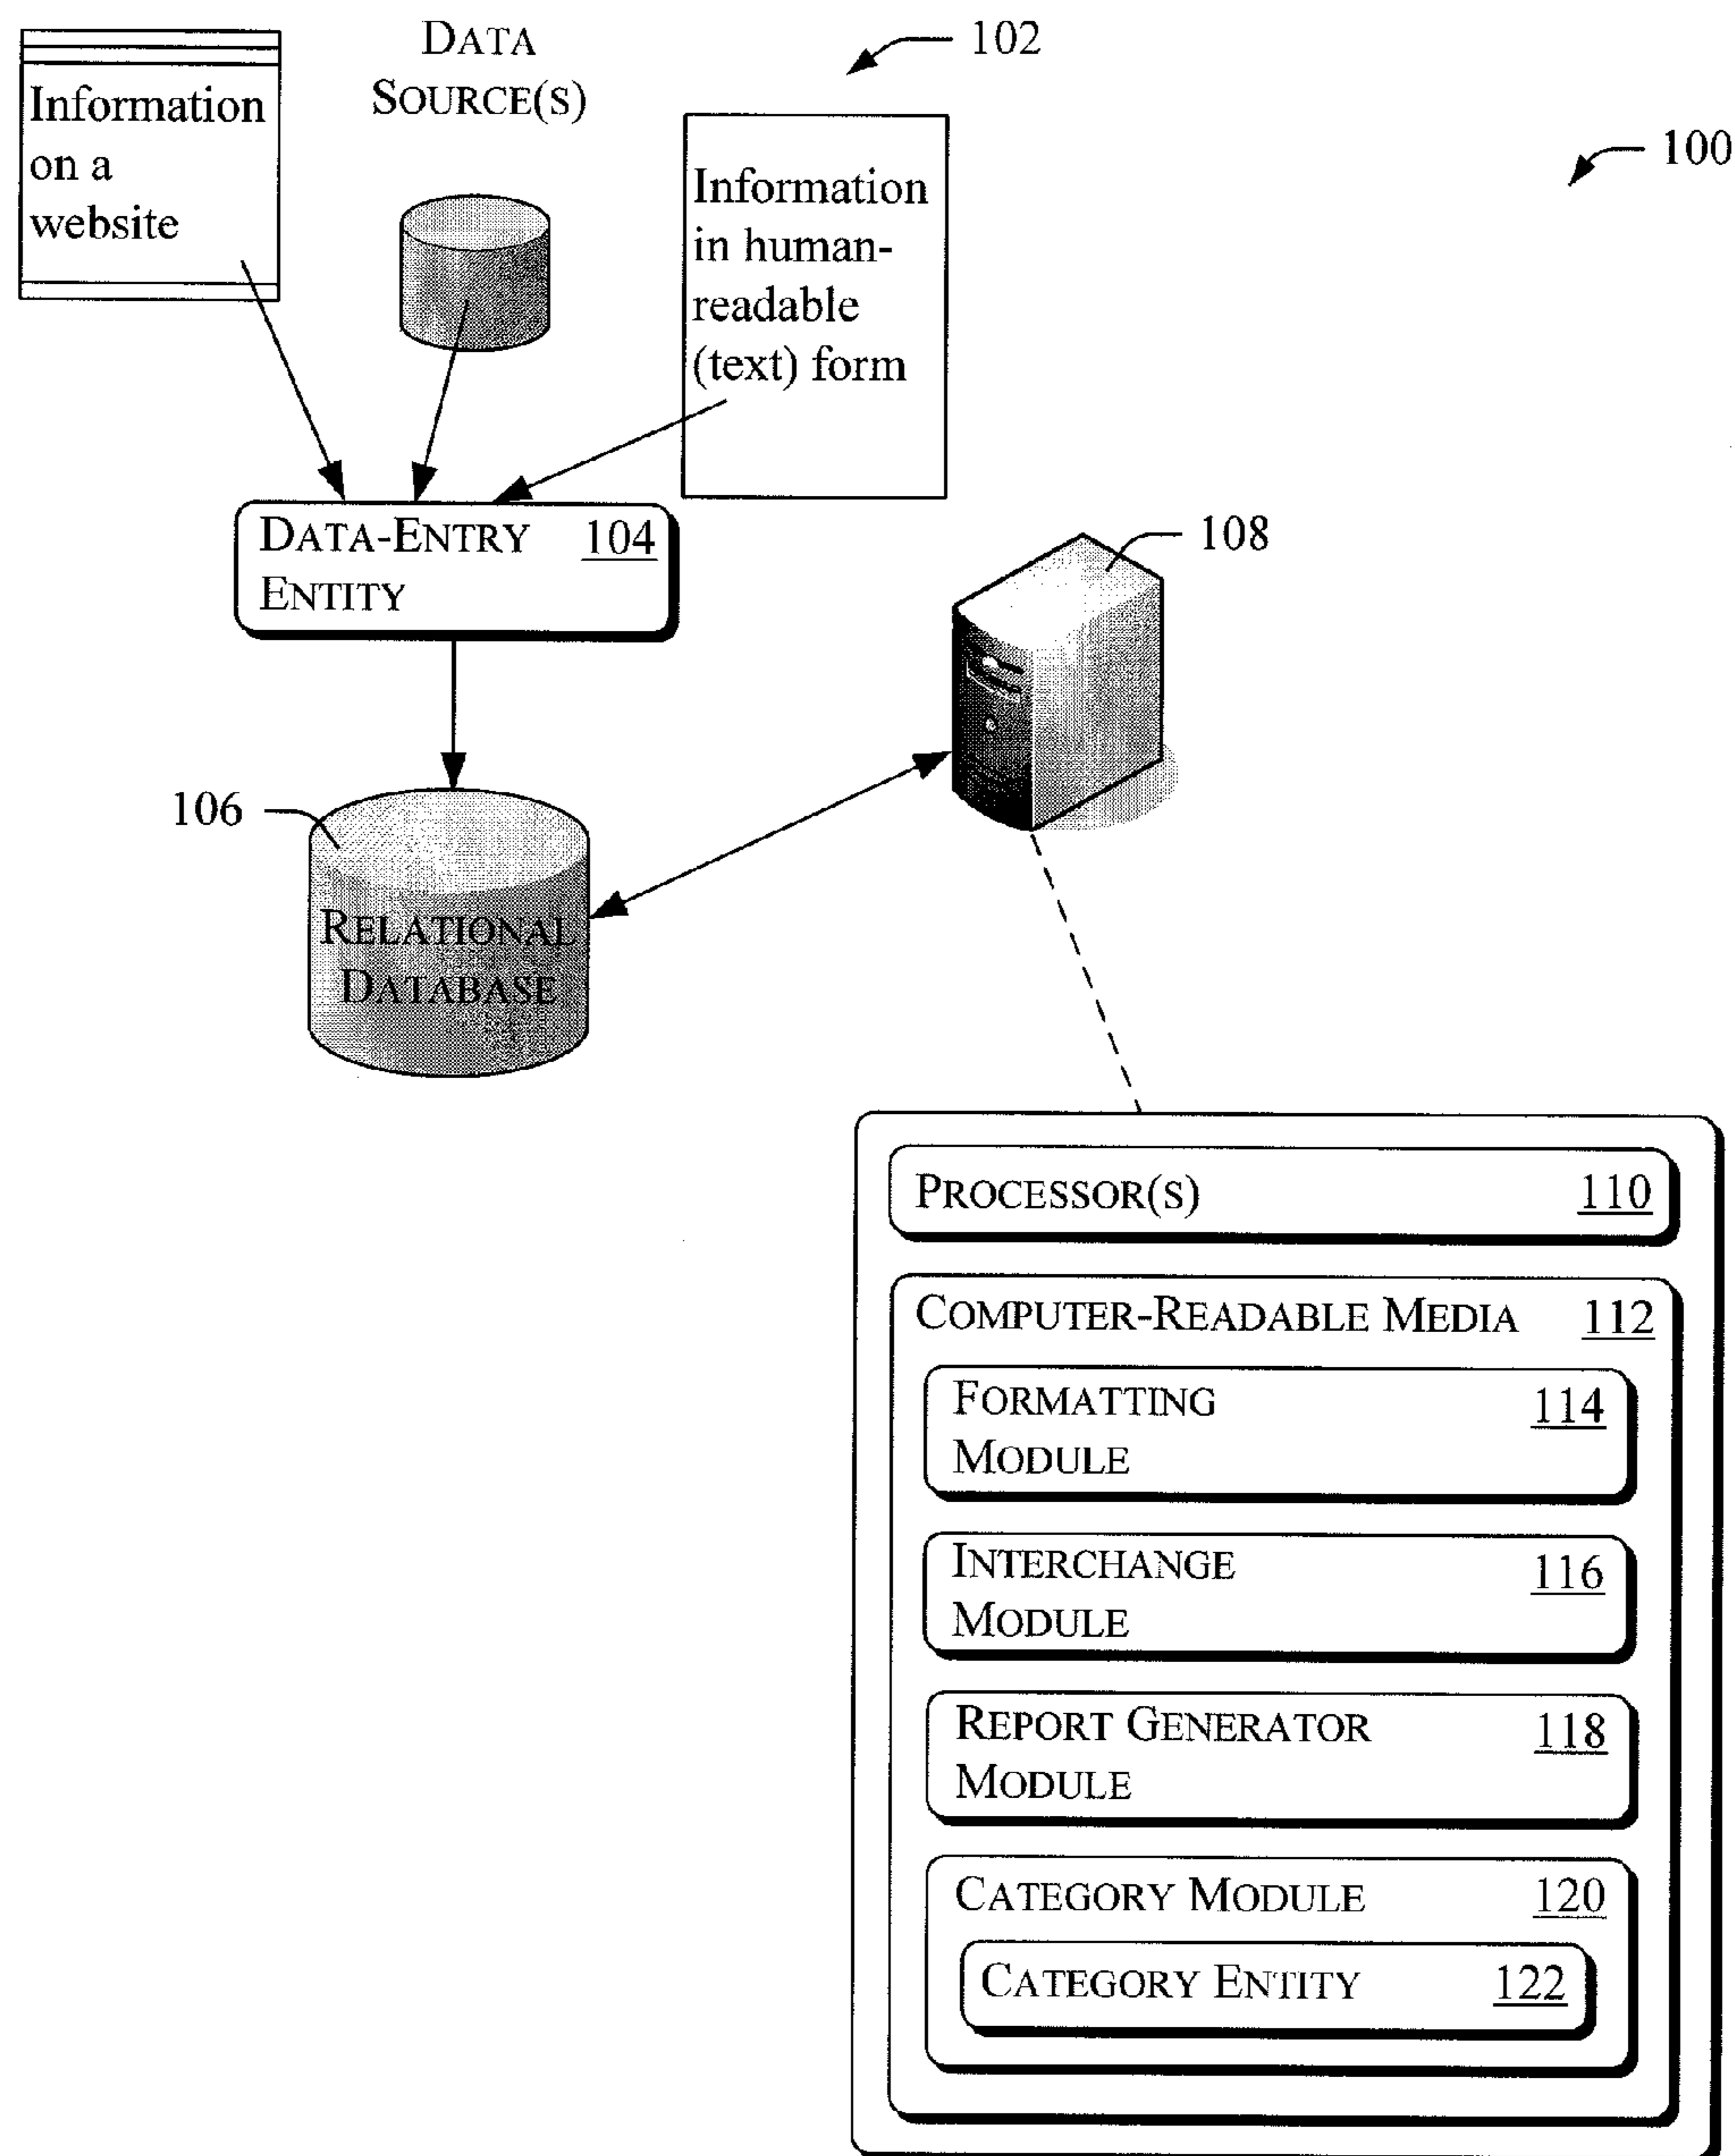 DATA
SOURCE(S)
102
100
Information
on a
website
Information
in human-
readable
(text) form
DATA-ENTRY 104
ENTITY
108
106
RELATIONAL
DATABASE
PROCESSOR(S) 110
COMPUTER-READABLE MEDIA 112
FORMATTING 114
MODULE
INTERCHANGE 116
MODULE
REPORT GENERATOR 118
MODULE
CATEGORY MODULE 120
CATEGORY ENTITY 122